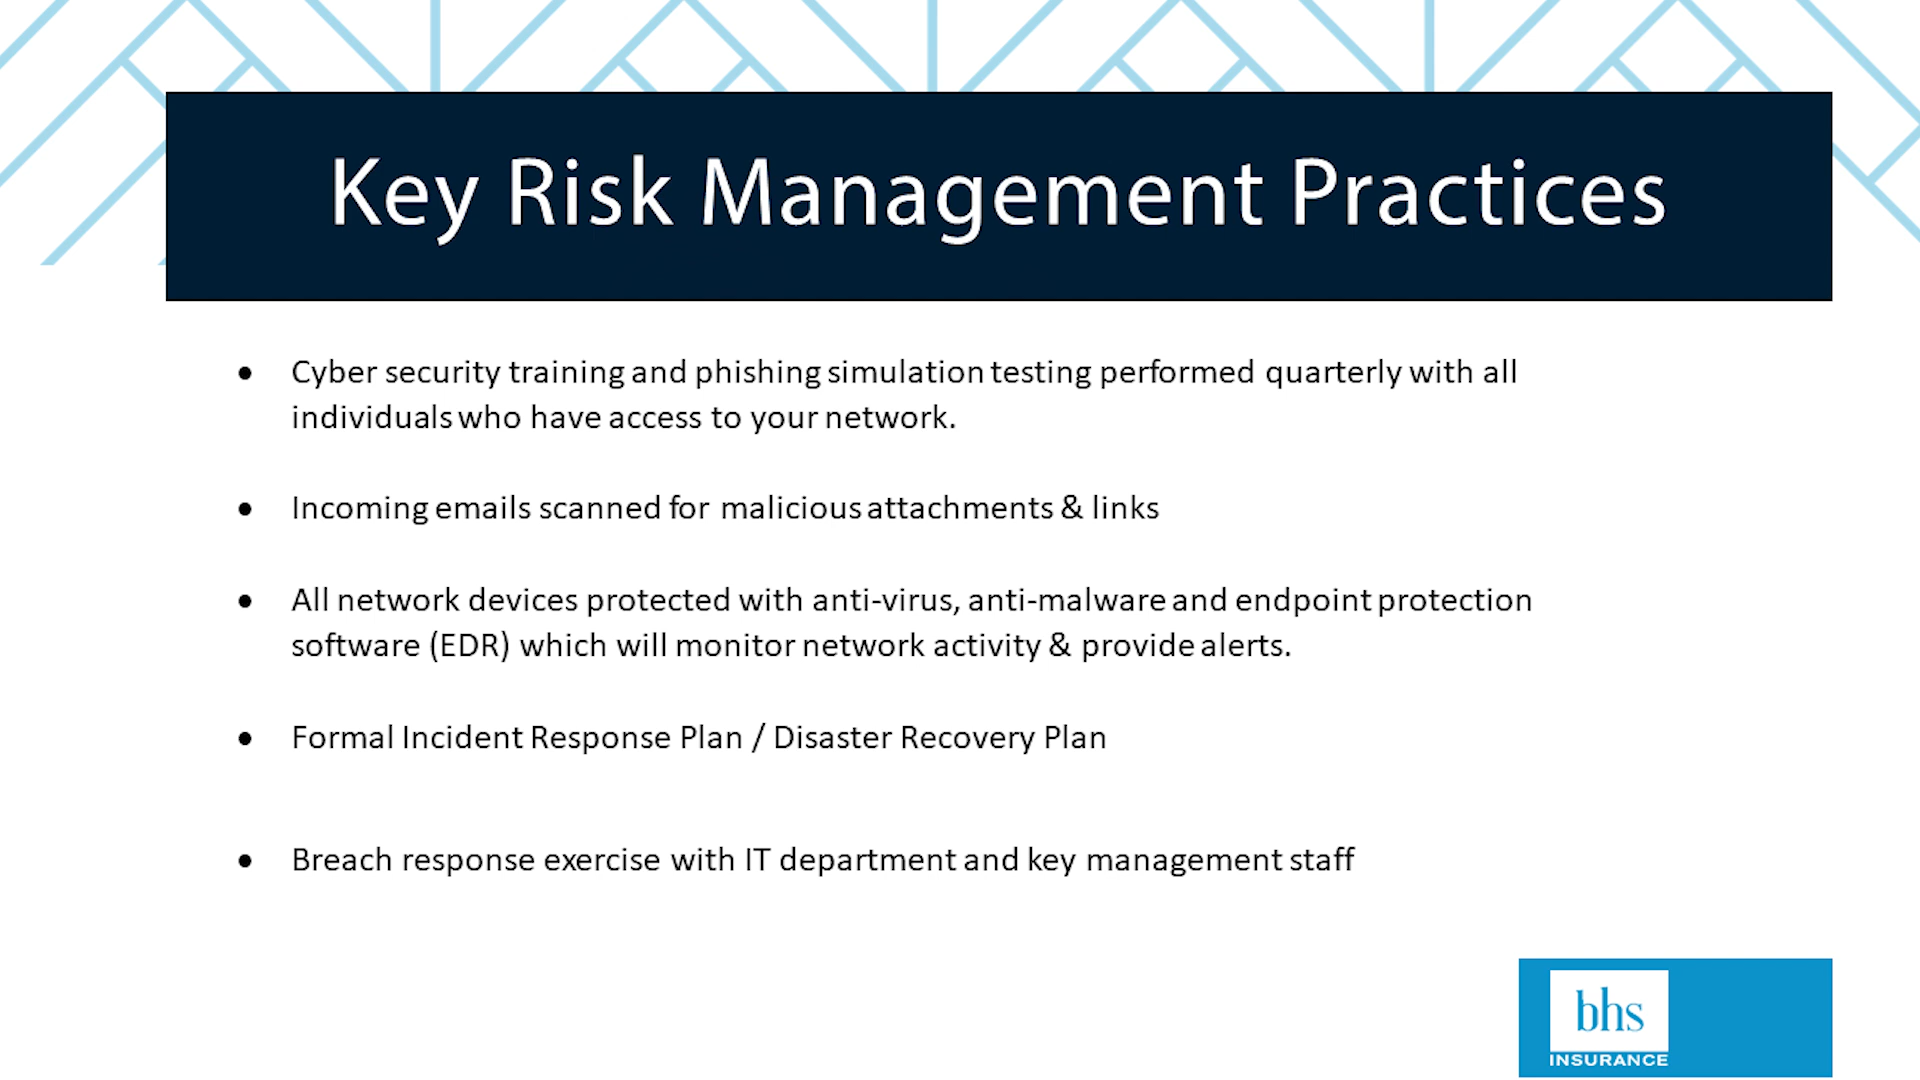 Key Risk Management Practices
• Cyber security training and phishing simulation testing performed quarterly with all
individuals who have access to your network.
• Incoming emails scanned for malicious attachments & links
• All network devices protected with anti-virus, anti-malware and endpoint protection
software (EDR) which will monitor network activity & provide alerts.
• Formal Incident Response Plan / Disaster Recovery Plan
• Breach response exercise with IT department and key management staff
bhs
INSURANCE